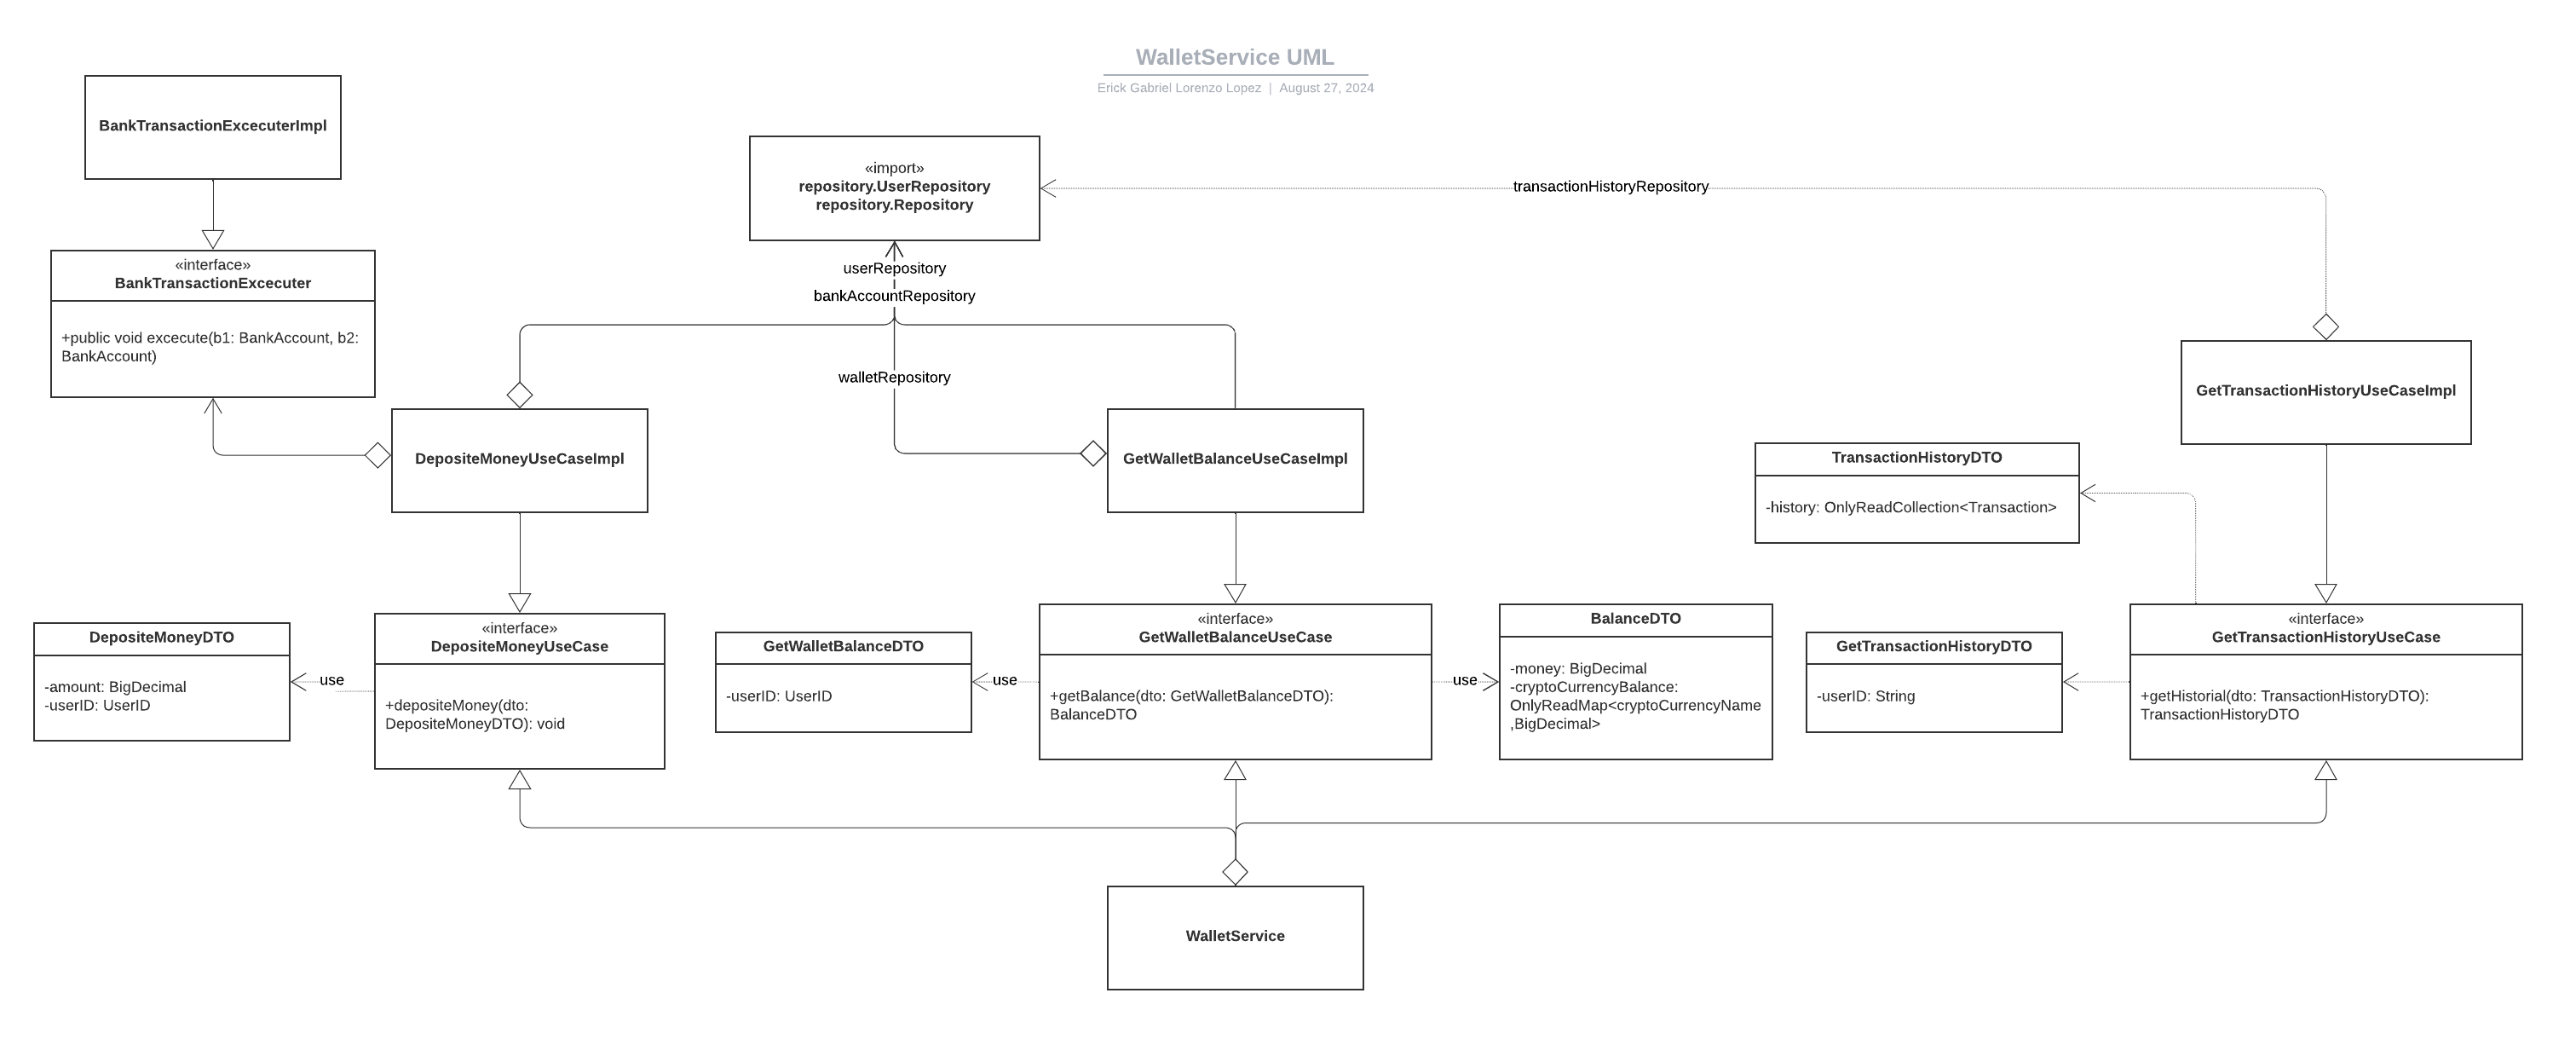 WalletService UML
Erick Gabriel Lorenzo Lopez | August 27, 2024
BankTransactionExcecuterImpl
«import»
repository.UserRepository
repository.Repository
transactionHistoryRepository
«interface»
BankTransactionExcecuter
+public void excecute(b1: BankAccount, b2:
BankAccount)
userRepository
bankAccountRepository
walletRepository
DepositeMoneyUseCaseImpl
GetWalletBalanceUseCaseImpl
GetTransactionHistoryUseCaseImpl
TransactionHistoryDTO
-history: OnlyReadCollection<Transaction>
DepositeMoneyDTO
-amount: BigDecimal
-userID: UserID
use
«interface»
DepositeMoneyUseCase
+depositeMoney(dto:
DepositeMoneyDTO): void
GetWalletBalanceDTO
-userID: UserID
use
«interface»
GetWalletBalanceUseCase
+getBalance(dto: GetWalletBalanceDTO):
BalanceDTO
use
BalanceDTO
-money: BigDecimal
-cryptoCurrencyBalance:
OnlyReadMap<cryptoCurrencyName
,BigDecimal>
GetTransactionHistoryDTO
-userID: String
«interface»
GetTransactionHistoryUseCase
+getHistorial(dto: TransactionHistoryDTO):
TransactionHistoryDTO
WalletService